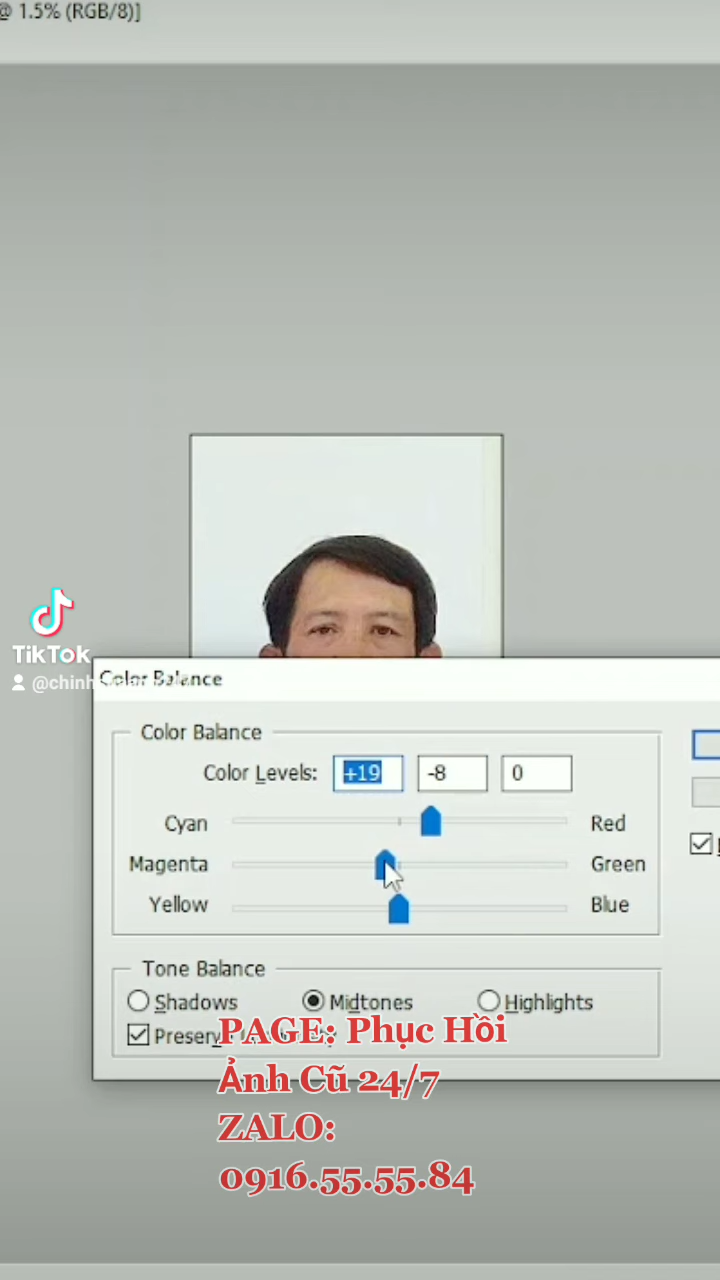 @ 1.5% (RGB/8)]
TikTok
Color Balance
Color Balance
Color Levels: +19 -8 0
Cyan Red
Magenta Green
Yellow Blue
Tone Balance
Shadows Midtones Highlights
PAGE: Phục Hồi
Ảnh Cũ 24/7
ZALO:
0916.55.55.84